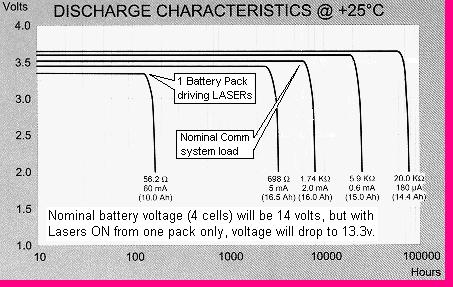 Volts
DISCHARGE CHARACTERISTICS @ +25°C
4.0
3.5
3.0
2.5
2.0
1.5
1.0
1 Battery Pack
driving LASERs
Nominal Comm
system load
56.2 Ω
60 mA
(10.0 Ah)
698 Ω
5 mA
(16.5 Ah)
1.74 KΩ
2.0 mA
(16.0 Ah)
5.9 KΩ
0.6 mA
(15.0 Ah)
20.0 KΩ
180 µA
(14.4 Ah)
Nominal battery voltage (4 cells) will be 14 volts, but with
Lasers ON from one pack only, voltage will drop to 13.3v.
10
100
1000
10000
100000
Hours